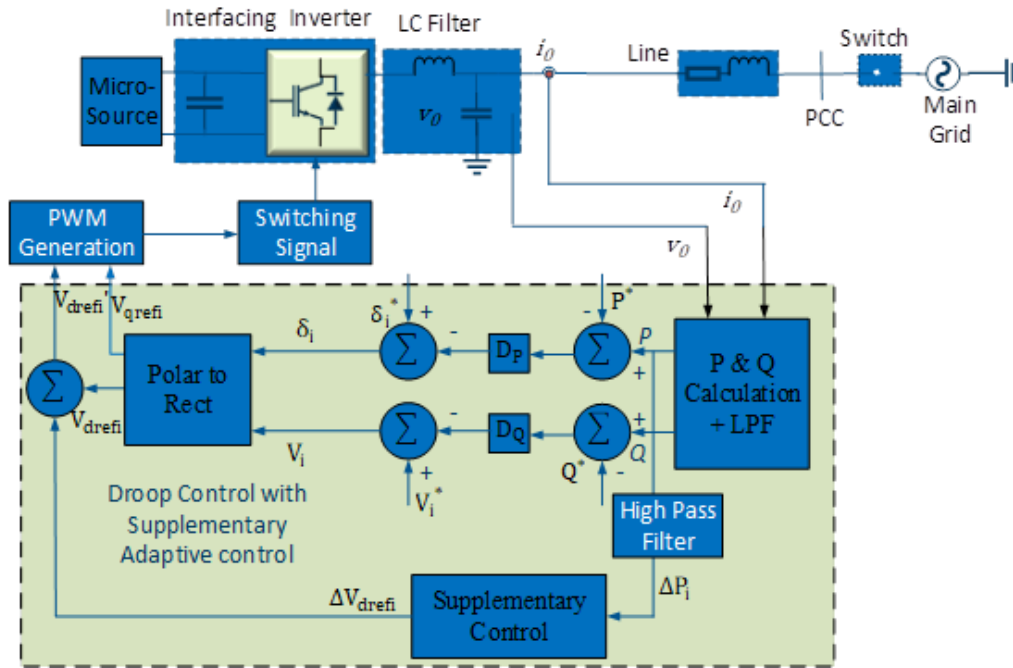 Interfacing Inverter
LC Filter
i0
Line
Switch
Micro-
Source
v0
PCC
Main
Grid
i0
v0
PWM
Generation
Switching
Signal
Vdrefi'
Vqrefi
δi*
+
P*
-
δi
-
DP
P
+
Σ
Σ
P & Q
Calculation
+ LPF
Polar to
Rect
Σ
Vdrefi
Vi
-
DQ
+
Q
Σ
Σ
+
Vi*
Q*
-
High Pass
Filter
Droop Control with
Supplementary
Adaptive control
ΔPi
ΔVdrefi
Supplementary
Control